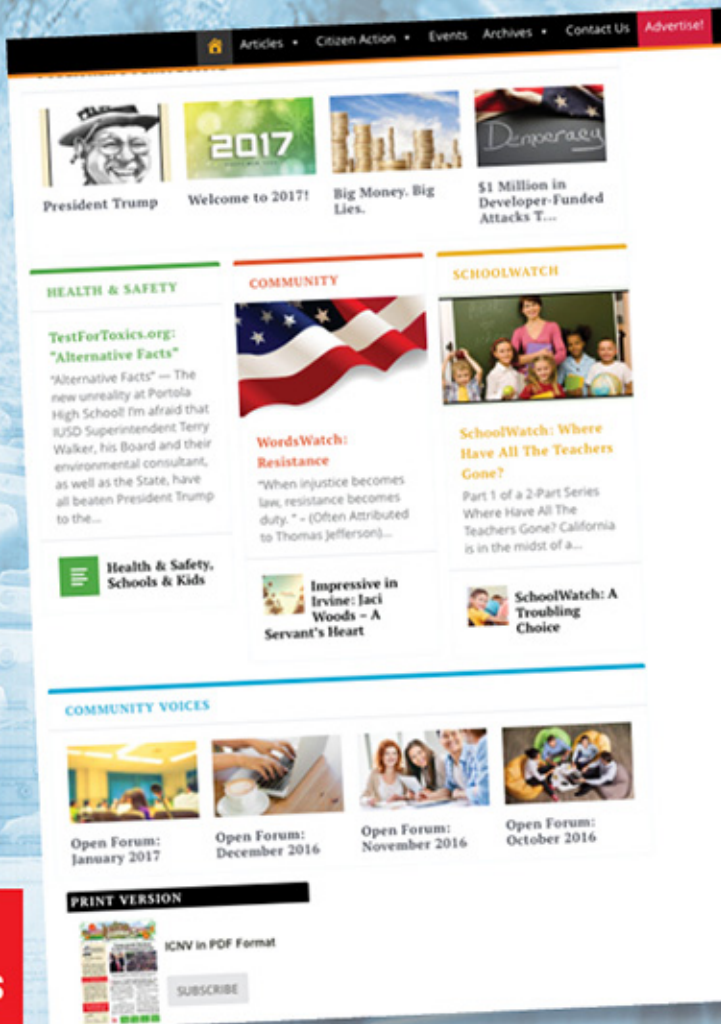 Articles
Citizen Action
Events
Archives
Contact Us
Advertise!
2017
Democracy
President Trump
Welcome to 2017!
Big Money. Big
Lies.
$1 Million in
Developer-Funded
Attacks T...
HEALTH & SAFETY
TestForToxics.org:
"Alternative Facts"
“Alternative Facts” — The
new unreality at Portola
High School! I’m afraid that
IUSD Superintendent Terry
Walker, his Board and their
environmental consultant,
as well as the State, have
all beaten President Trump
to the...
Health & Safety,
Schools & Kids
COMMUNITY
WordsWatch:
Resistance
“When injustice becomes
law, resistance becomes
duty. ” – (Often Attributed
to Thomas Jefferson)...
Impressive in
Irvine: Jaci
Woods – A
Servant’s Heart
SCHOOLWATCH
SchoolWatch: Where
Have All The Teachers
Gone?
Part 1 of a 2-Part Series
Where Have All The
Teachers Gone? California
is in the midst of a...
SchoolWatch: A
Troubling
Choice
COMMUNITY VOICES
Open Forum:
January 2017
Open Forum:
December 2016
Open Forum:
November 2016
Open Forum:
October 2016
PRINT VERSION
ICNV in PDF Format
SUBSCRIBE
S